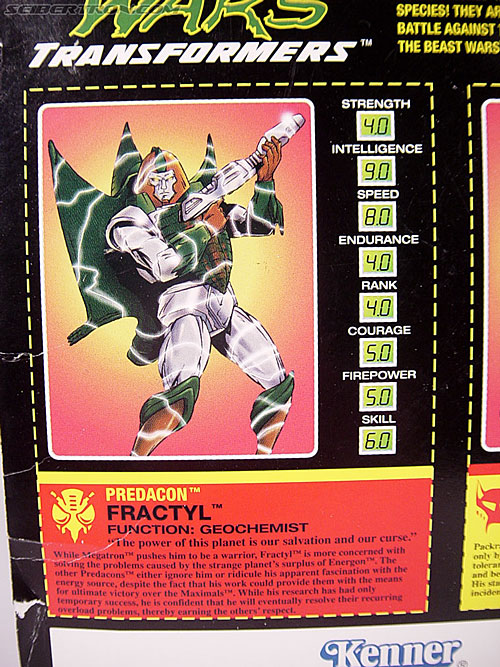 SEIBERTRON.COM
WARS
TRANSFORMERS™
SPECIES! THEY AR
BATTLE AGAINST
THE BEAST WARS
STRENGTH
4.0
INTELLIGENCE
9.0
SPEED
8.0
ENDURANCE
4.0
RANK
4.0
COURAGE
5.0
FIREPOWER
5.0
SKILL
6.0
PREDACON™
FRACTYL™
FUNCTION: GEOCHEMIST
"The power of this planet is our salvation and our curse."
While Megatron™ pushes him to be a warrior, Fractyl™ is more concerned with
solving the problems caused by the strange planet's surplus of Energon™. The
other Predacons™ either ignore him or ridicule his apparent fascination with the
energy source, despite the fact that his work could provide them with the means
for ultimate victory over the Maximals™. While his research has had only
temporary success, he is confident that he will eventually resolve their recurring
overload problems, thereby earning the others' respect.
Packr
only b
toleran
and be
His sta
inciden
Kenner